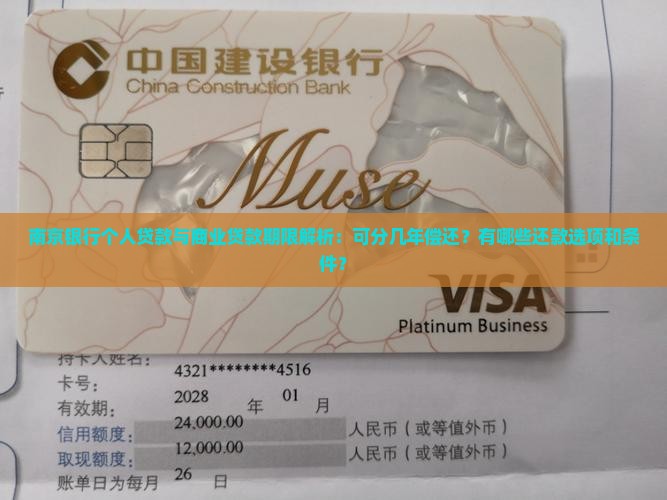 中国建设银行
China Construction Bank
Muse
南京银行个人贷款与商业贷款期限解析：可分几年偿还？有哪些还款选项和条
件？
VISA
Platinum Business
持卡人姓名：
卡号： 4321********4516
有效期： 2028 年 01 月
信用额度： 24,000.00 人民币（或等值外币）
取现额度： 12,000.00 人民币（或等值外币）
账单日为每月 26 日